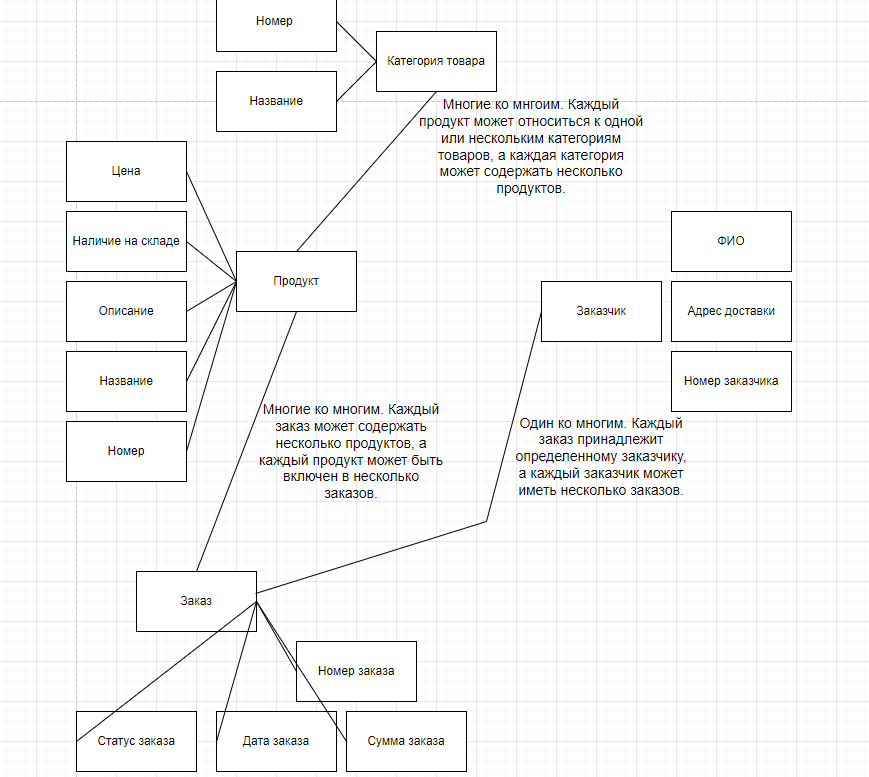 Номер
Категория товара
Название
Многие ко мнгоим. Каждый
продукт может относиться к одной
или нескольким категориям
товаров, а каждая категория
может содержать несколько
продуктов.
Цена
Наличие на складе
Описание
Название
Номер
Продукт
ФИО
Заказчик
Адрес доставки
Номер заказчика
Многие ко многим. Каждый
заказ может содержать
несколько продуктов, а
каждый продукт может быть
включен в несколько
заказов.
Один ко многим. Каждый
заказ принадлежит
определенному заказчику,
а каждый заказчик может
иметь несколько заказов.
Заказ
Номер заказа
Статус заказа
Дата заказа
Сумма заказа